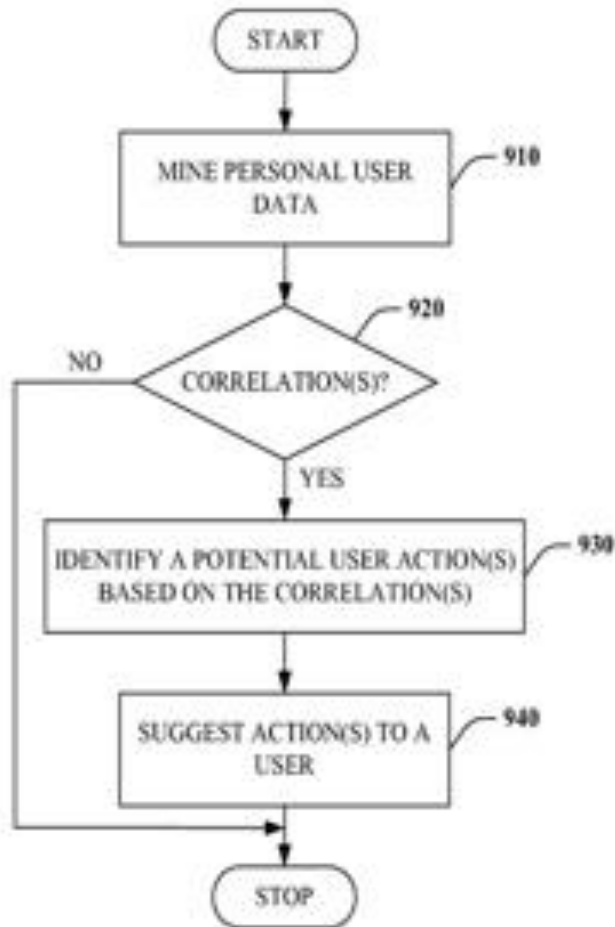 START
MINE PERSONAL USER
DATA
910
920
NO
CORRELATION(S)?
YES
IDENTIFY A POTENTIAL USER ACTION(S)
BASED ON THE CORRELATION(S)
930
SUGGEST ACTION(S) TO A
USER
940
STOP